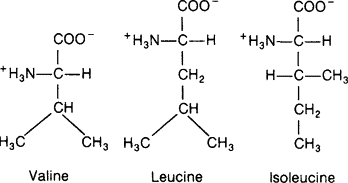 COO⁻
⁺H₃N—C—H
CH
H₃C CH₃
Valine
COO⁻
⁺H₃N—C—H
CH₂
CH
H₃C CH₃
Leucine
COO⁻
⁺H₃N—C—H
H—C—CH₃
CH₂
CH₃
Isoleucine